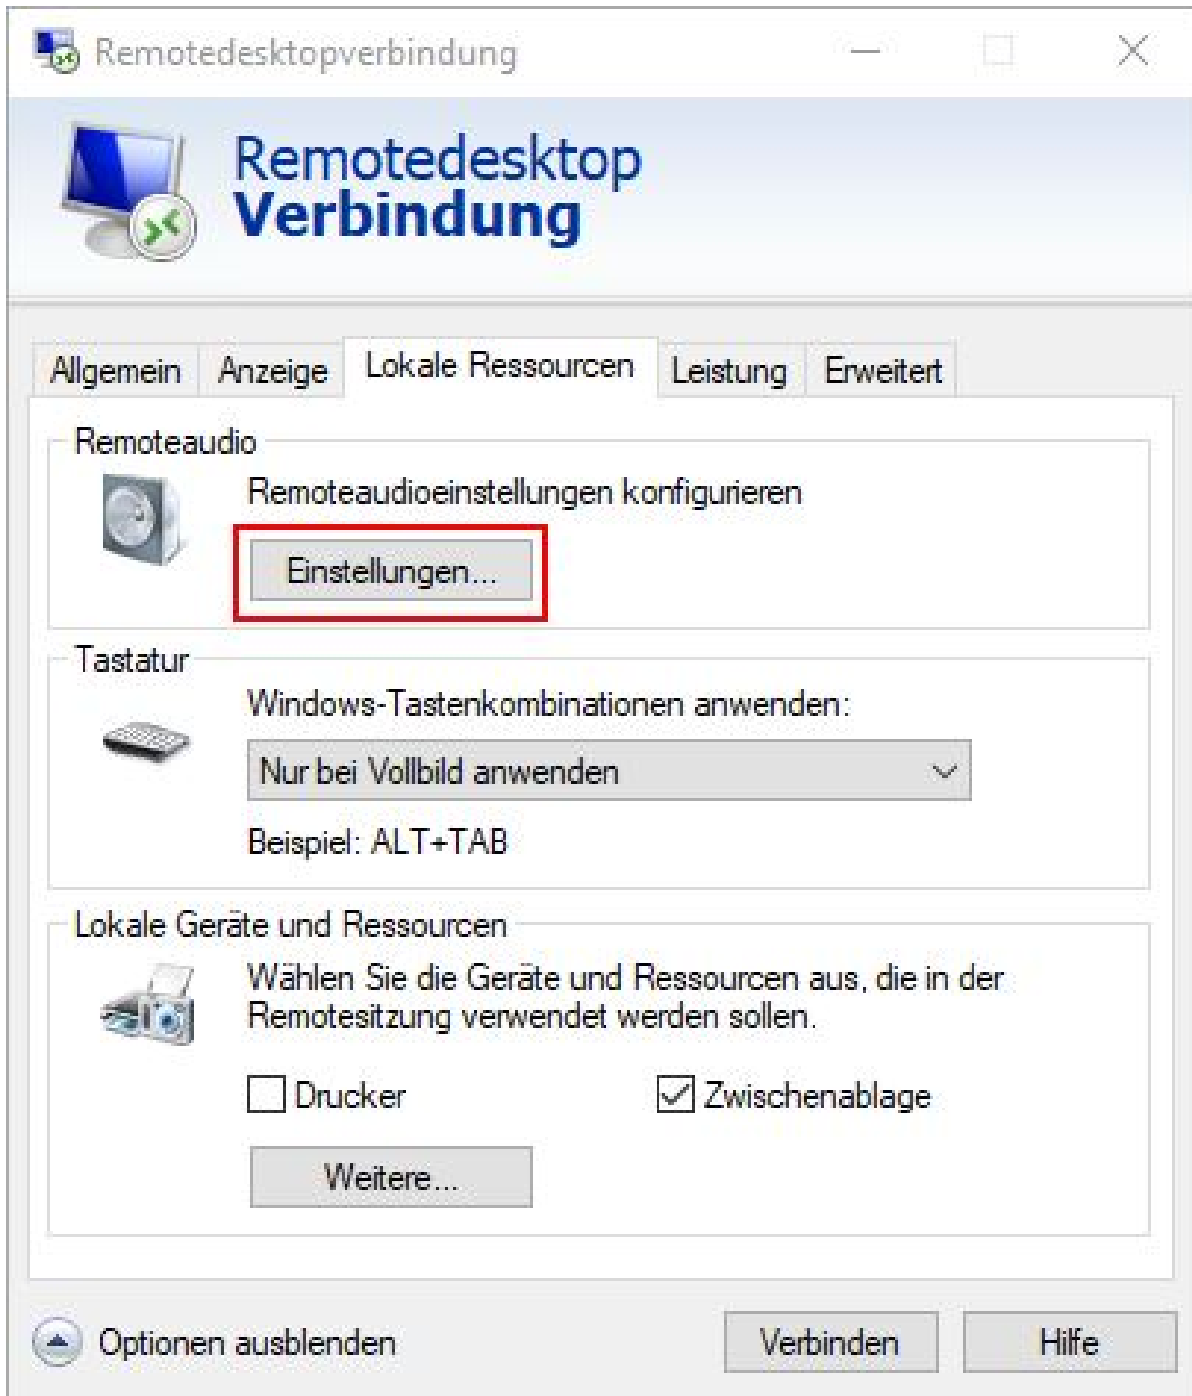 Remotedesktopverbindung
Remotedesktop
Verbindung
Allgemein Anzeige Lokale Ressourcen Leistung Erweitert
Remoteaudio
Remoteaudioeinstellungen konfigurieren
Einstellungen...
Tastatur
Windows-Tastenkombinationen anwenden:
Nur bei Vollbild anwenden
Beispiel: ALT+TAB
Lokale Geräte und Ressourcen
Wählen Sie die Geräte und Ressourcen aus, die in der
Remotesitzung verwendet werden sollen.
Drucker Zwischenablage
Weitere...
Optionen ausblenden Verbinden Hilfe